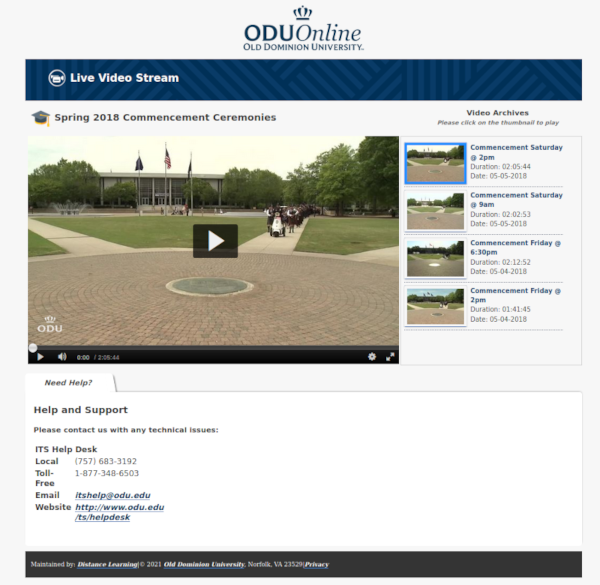 ODUOnline
OLD DOMINION UNIVERSITY.
Live Video Stream
Spring 2018 Commencement Ceremonies
Video Archives
Please click on the thumbnail to play
Commencement Saturday
@ 2pm
Duration: 02:05:44
Date: 05-05-2018
Commencement Saturday
@ 9am
Duration: 02:02:53
Date: 05-05-2018
Commencement Friday @
6:30pm
Duration: 02:12:52
Date: 05-04-2018
Commencement Friday @
2pm
Duration: 01:41:45
Date: 05-04-2018
ODU
0:00 / 2:05:44
Need Help?
Help and Support
Please contact us with any technical issues:
ITS Help Desk
Local (757) 683-3192
Toll-
Free 1-877-348-6503
Email itshelp@odu.edu
Website http://www.odu.edu
/ts/helpdesk
Maintained by: Distance Learning|© 2021 Old Dominion University, Norfolk, VA 23529|Privacy